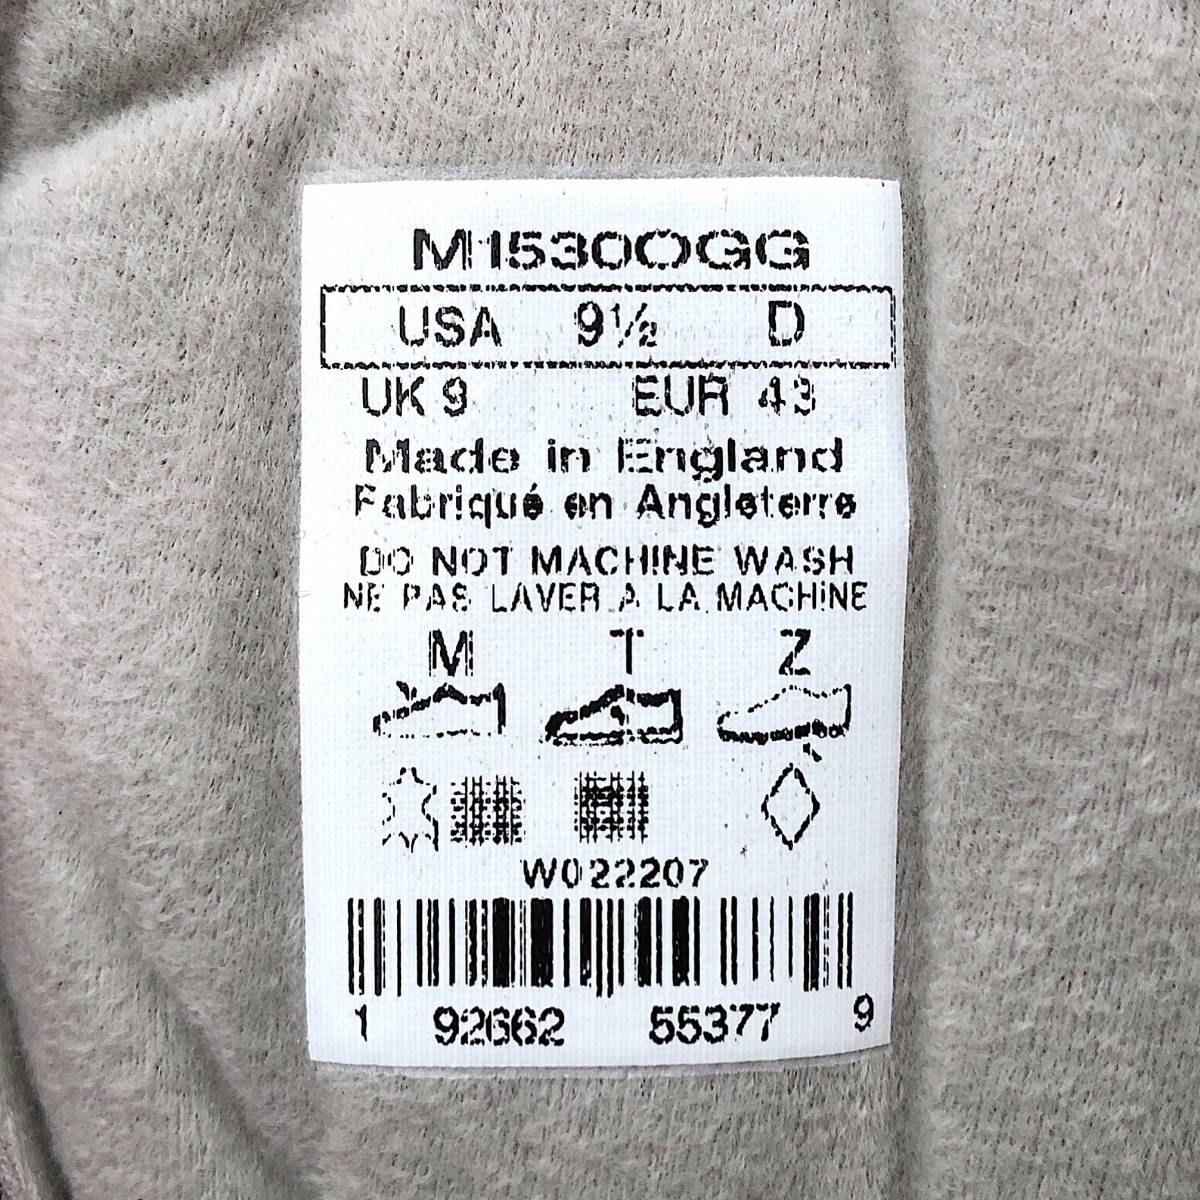 M1530OGG
USA 9½ D
UK 9 EUR 43
Made in England
Fabriqué en Angleterre
DO NOT MACHINE WASH
NE PAS LAVER A LA MACHINE
M T Z
W022207
1 92662 55377 9